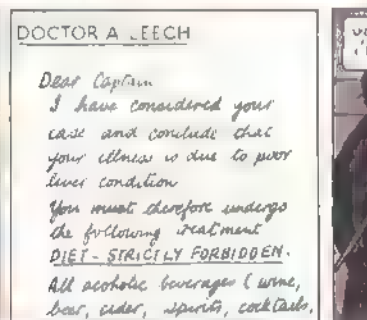 DOCTOR A LEECH
Dear Captain
I have considered your
case and conclude that
your illness is due to poor
liver condition
You must therefore undergo
the following treatment
DIET - STRICTLY FORBIDDEN.
All alcoholic beverages (wine,
beer, cider, spirits, cocktails,